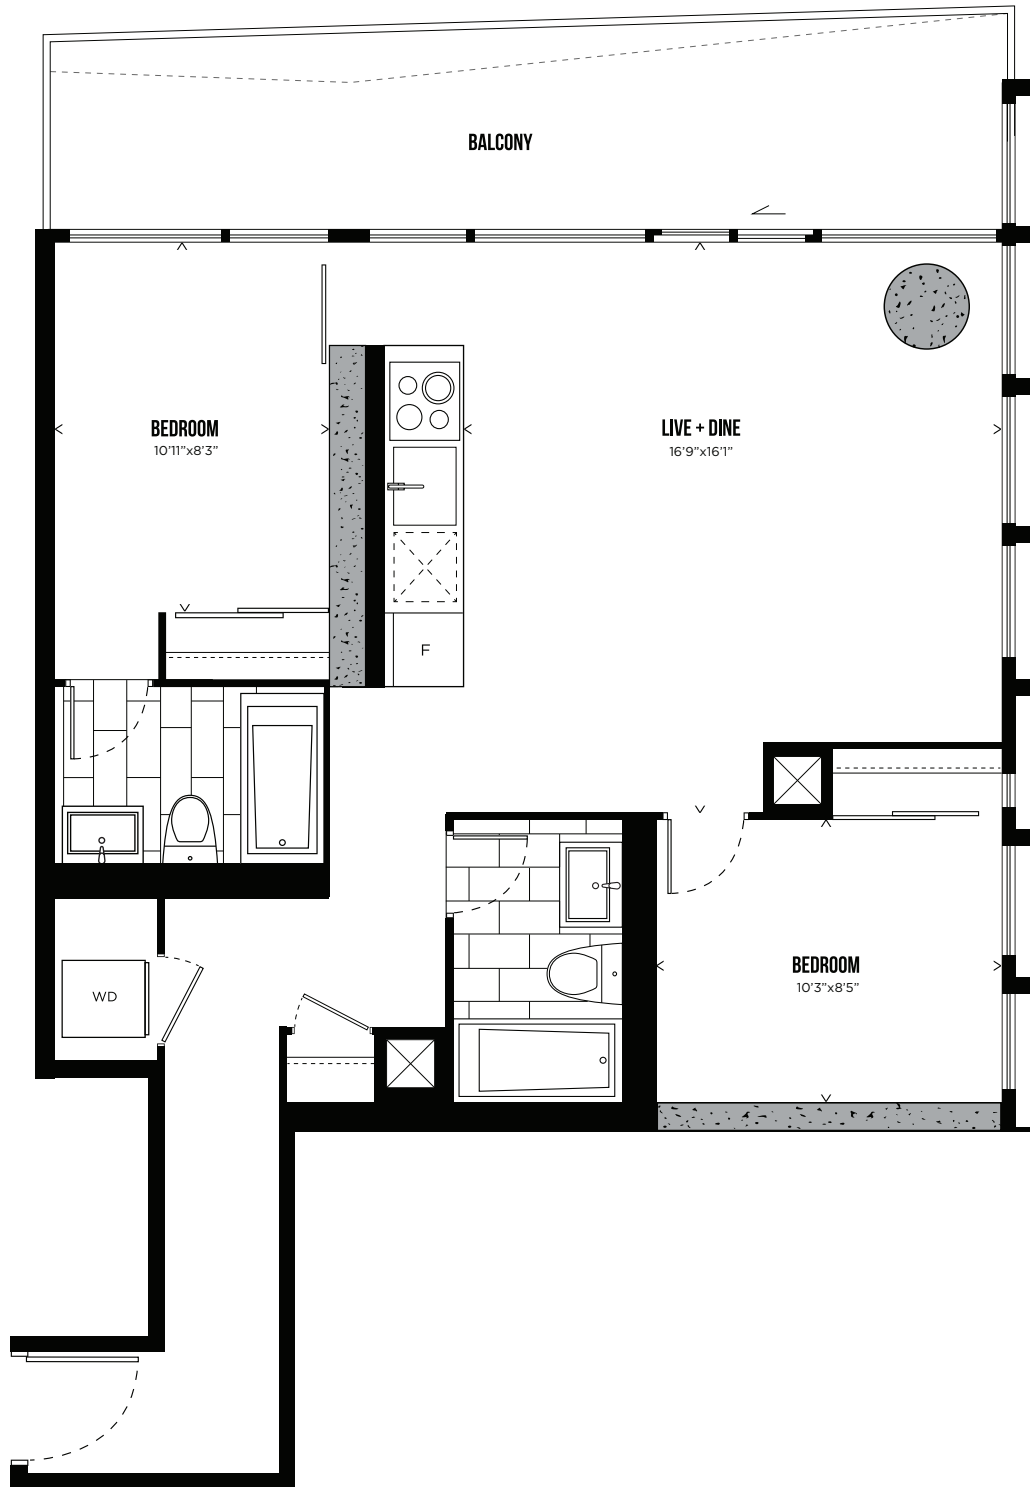 BALCONY
BEDROOM
10'11"x8'3"
LIVE + DINE
16'9"x16'1"
F
BEDROOM
10'3"x8'5"
WD